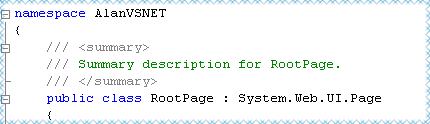 namespace AlanVSNET
{
/// <summary>
/// Summary description for RootPage.
/// </summary>
public class RootPage : System.Web.UI.Page
{